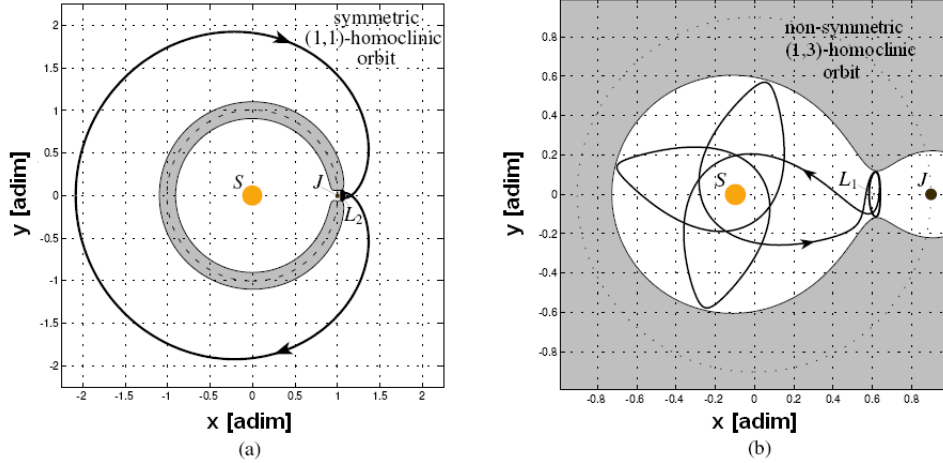 symmetric
(1,1)-homoclinic
orbit
2
1.5
1
0.5
0
-0.5
-1
-1.5
-2
y [adim]
S
J
L2
-2
-1.5
-1
-0.5
0
0.5
1
1.5
2
x [adim]
(a)
non-symmetric
(1,3)-homoclinic
orbit
0.8
0.6
0.4
0.2
0
-0.2
-0.4
-0.6
-0.8
y [adim]
S
L1
J
-0.8
-0.6
-0.4
-0.2
0
0.2
0.4
0.6
0.8
x [adim]
(b)